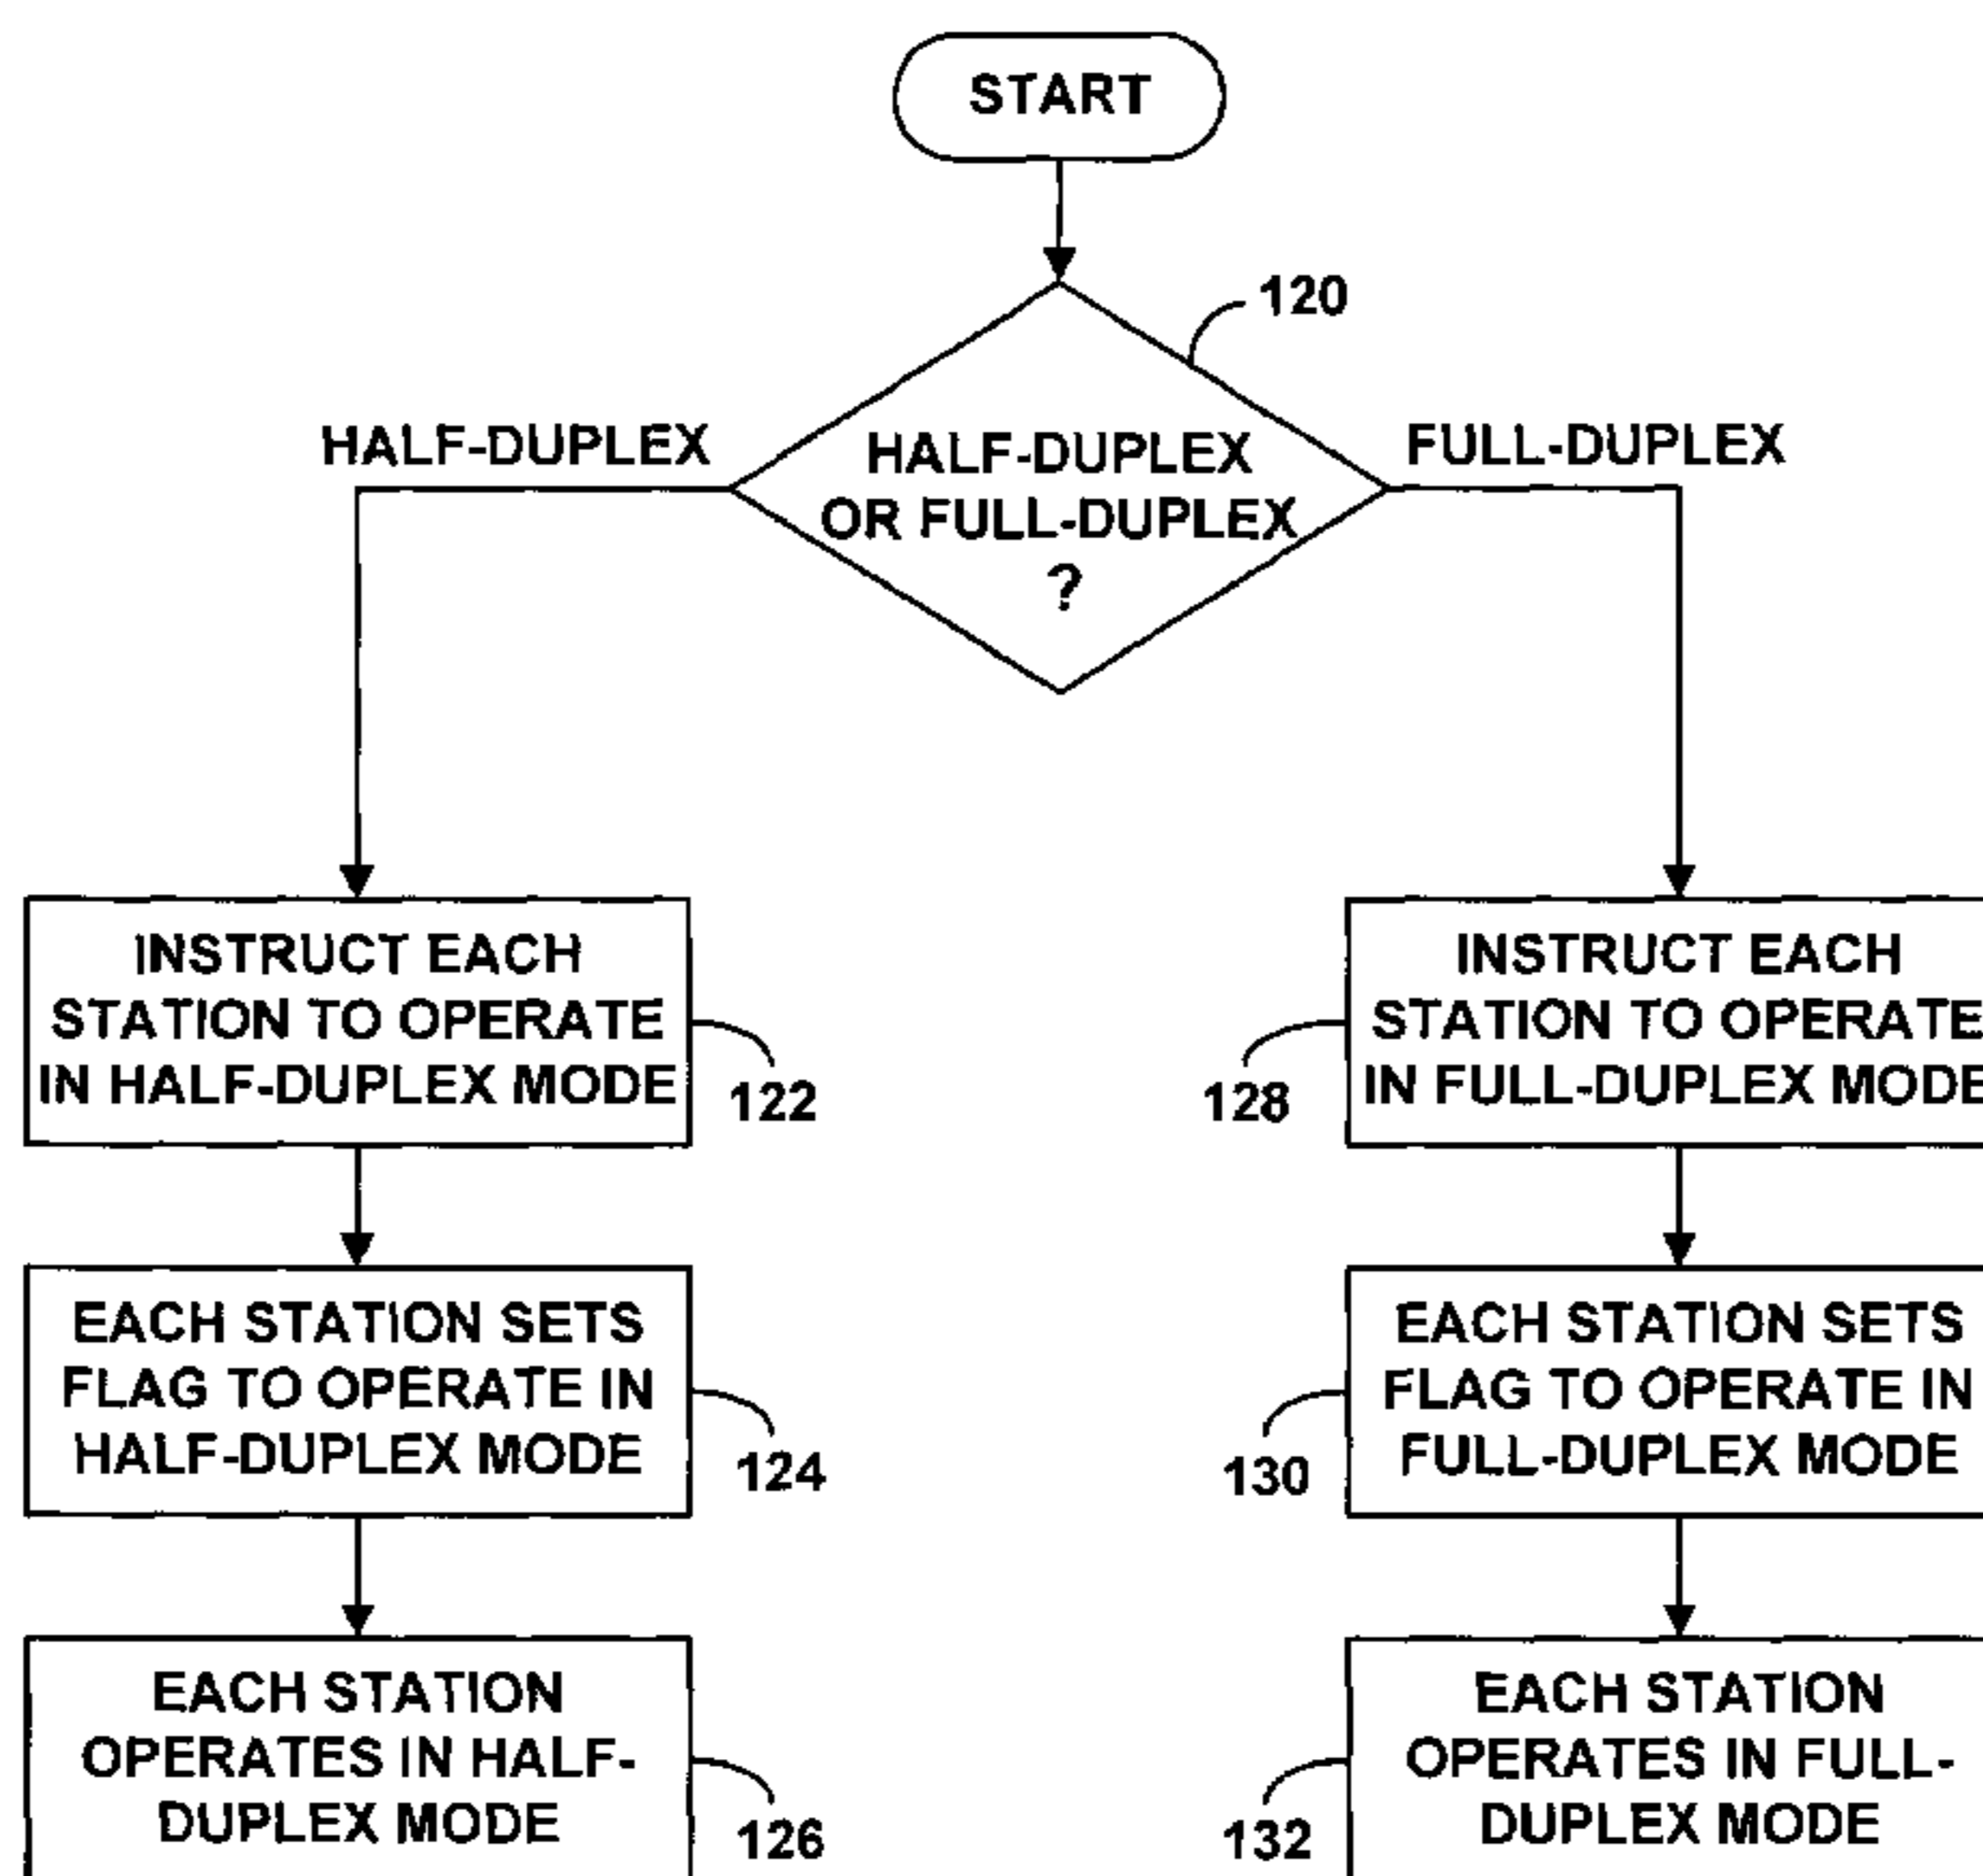 START
120
HALF-DUPLEX
HALF-DUPLEX
OR FULL-DUPLEX
?
FULL-DUPLEX
INSTRUCT EACH
STATION TO OPERATE
IN HALF-DUPLEX MODE
122
EACH STATION SETS
FLAG TO OPERATE IN
HALF-DUPLEX MODE
124
EACH STATION
OPERATES IN HALF-
DUPLEX MODE
126
INSTRUCT EACH
STATION TO OPERATE
IN FULL-DUPLEX MODE
128
EACH STATION SETS
FLAG TO OPERATE IN
FULL-DUPLEX MODE
130
EACH STATION
OPERATES IN FULL-
DUPLEX MODE
132